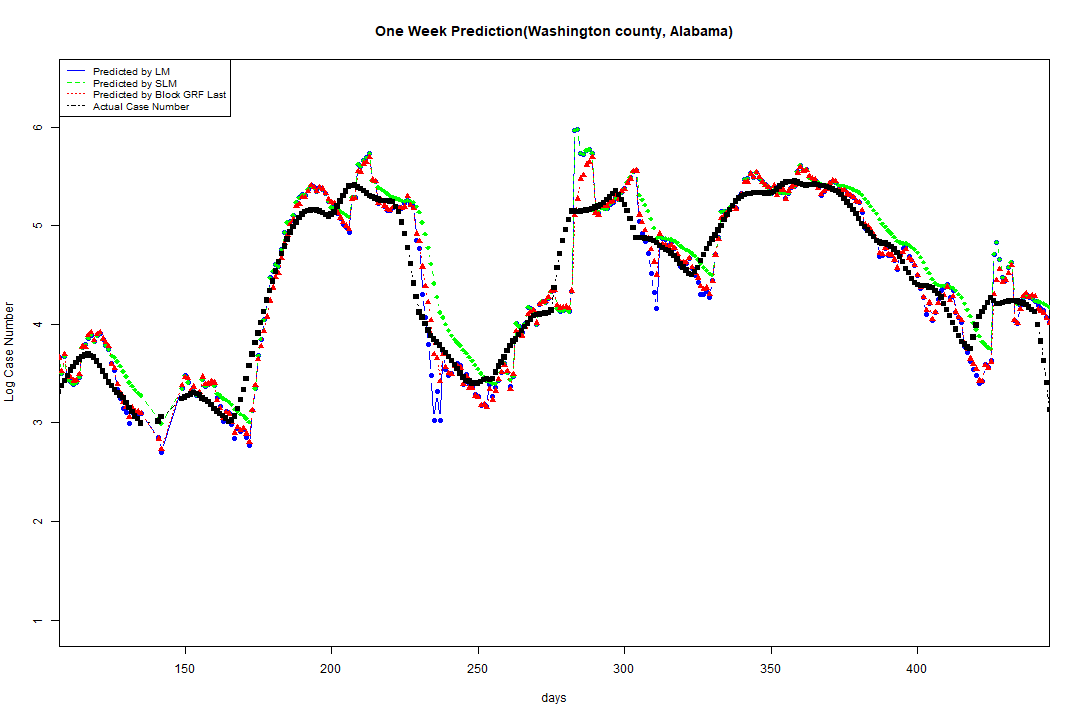 One Week Prediction(Washington county, Alabama)
Predicted by LM
Predicted by SLM
Predicted by Block GRF Last
Actual Case Number
6
5
4
3
2
1
Log Case Number
150 200 250 300 350 400
days